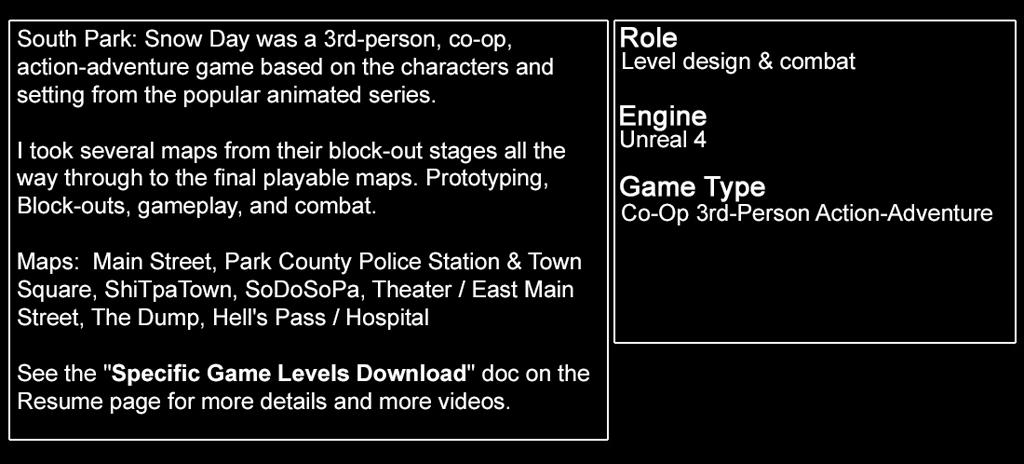 South Park: Snow Day was a 3rd-person, co-op,
action-adventure game based on the characters and
setting from the popular animated series.
I took several maps from their block-out stages all the
way through to the final playable maps. Prototyping,
Block-outs, gameplay, and combat.
Maps:  Main Street, Park County Police Station & Town
Square, ShiTpaTown, SoDoSoPa, Theater / East Main
Street, The Dump, Hell's Pass / Hospital
See the "Specific Game Levels Download" doc on the
Resume page for more details and more videos.
Role
Level design & combat
Engine
Unreal 4
Game Type
Co-Op 3rd-Person Action-Adventure